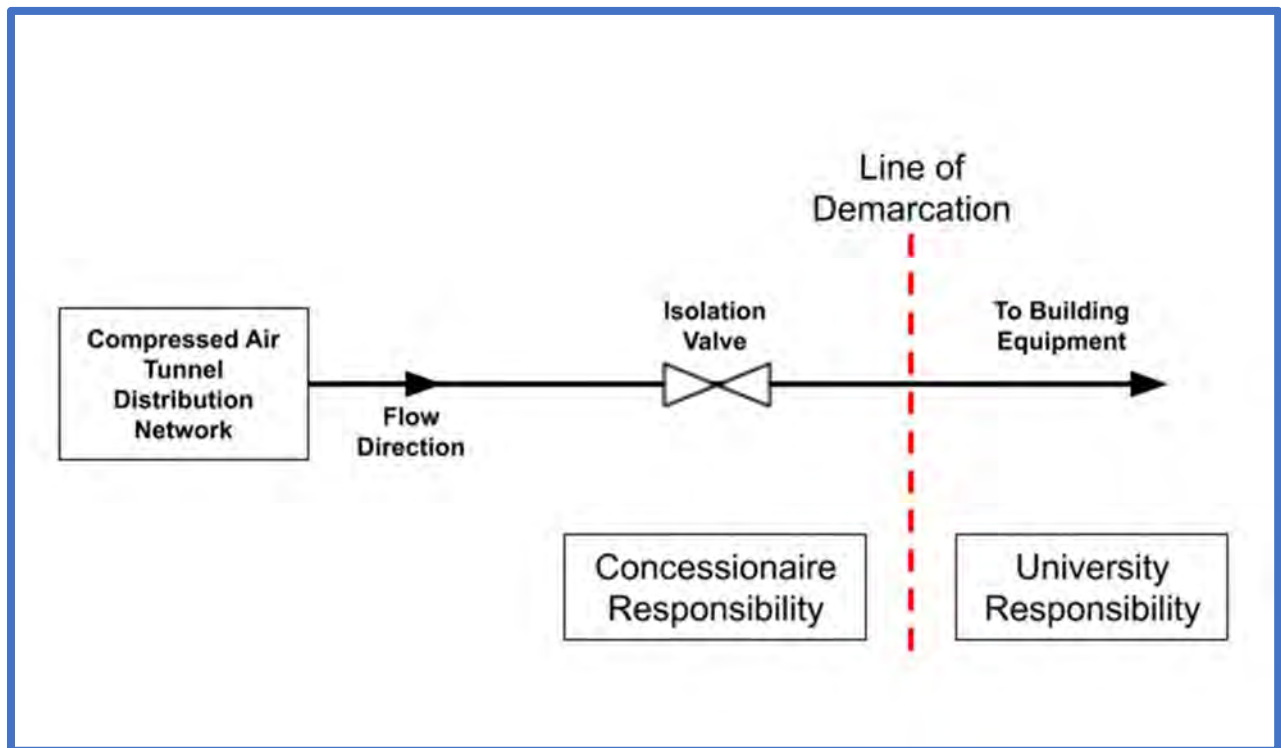 Line of
Demarcation
Isolation
Valve
To Building
Equipment
Compressed Air
Tunnel
Distribution
Network
Flow
Direction
Concessionaire
Responsibility
University
Responsibility